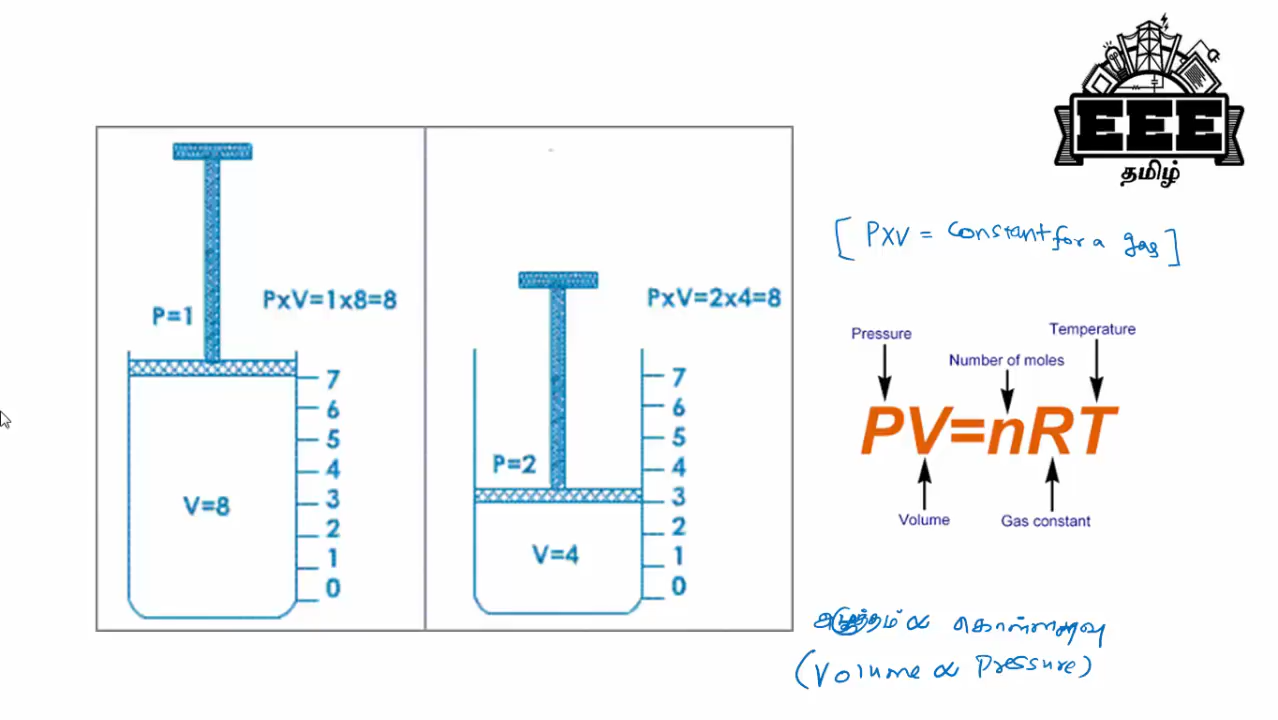 EEE
தமிழ்
P=1
PxV=1x8=8
7
6
5
4
3
2
1
0
V=8
PxV=2x4=8
P=2
7
6
5
4
3
2
1
0
V=4
[ PXV = Constant for a gas ]
Pressure
Temperature
Number of moles
PV=nRT
Volume
Gas constant
அழுத்தம் ∝ கொள்ளளவு
(Volume ∝ Pressure)